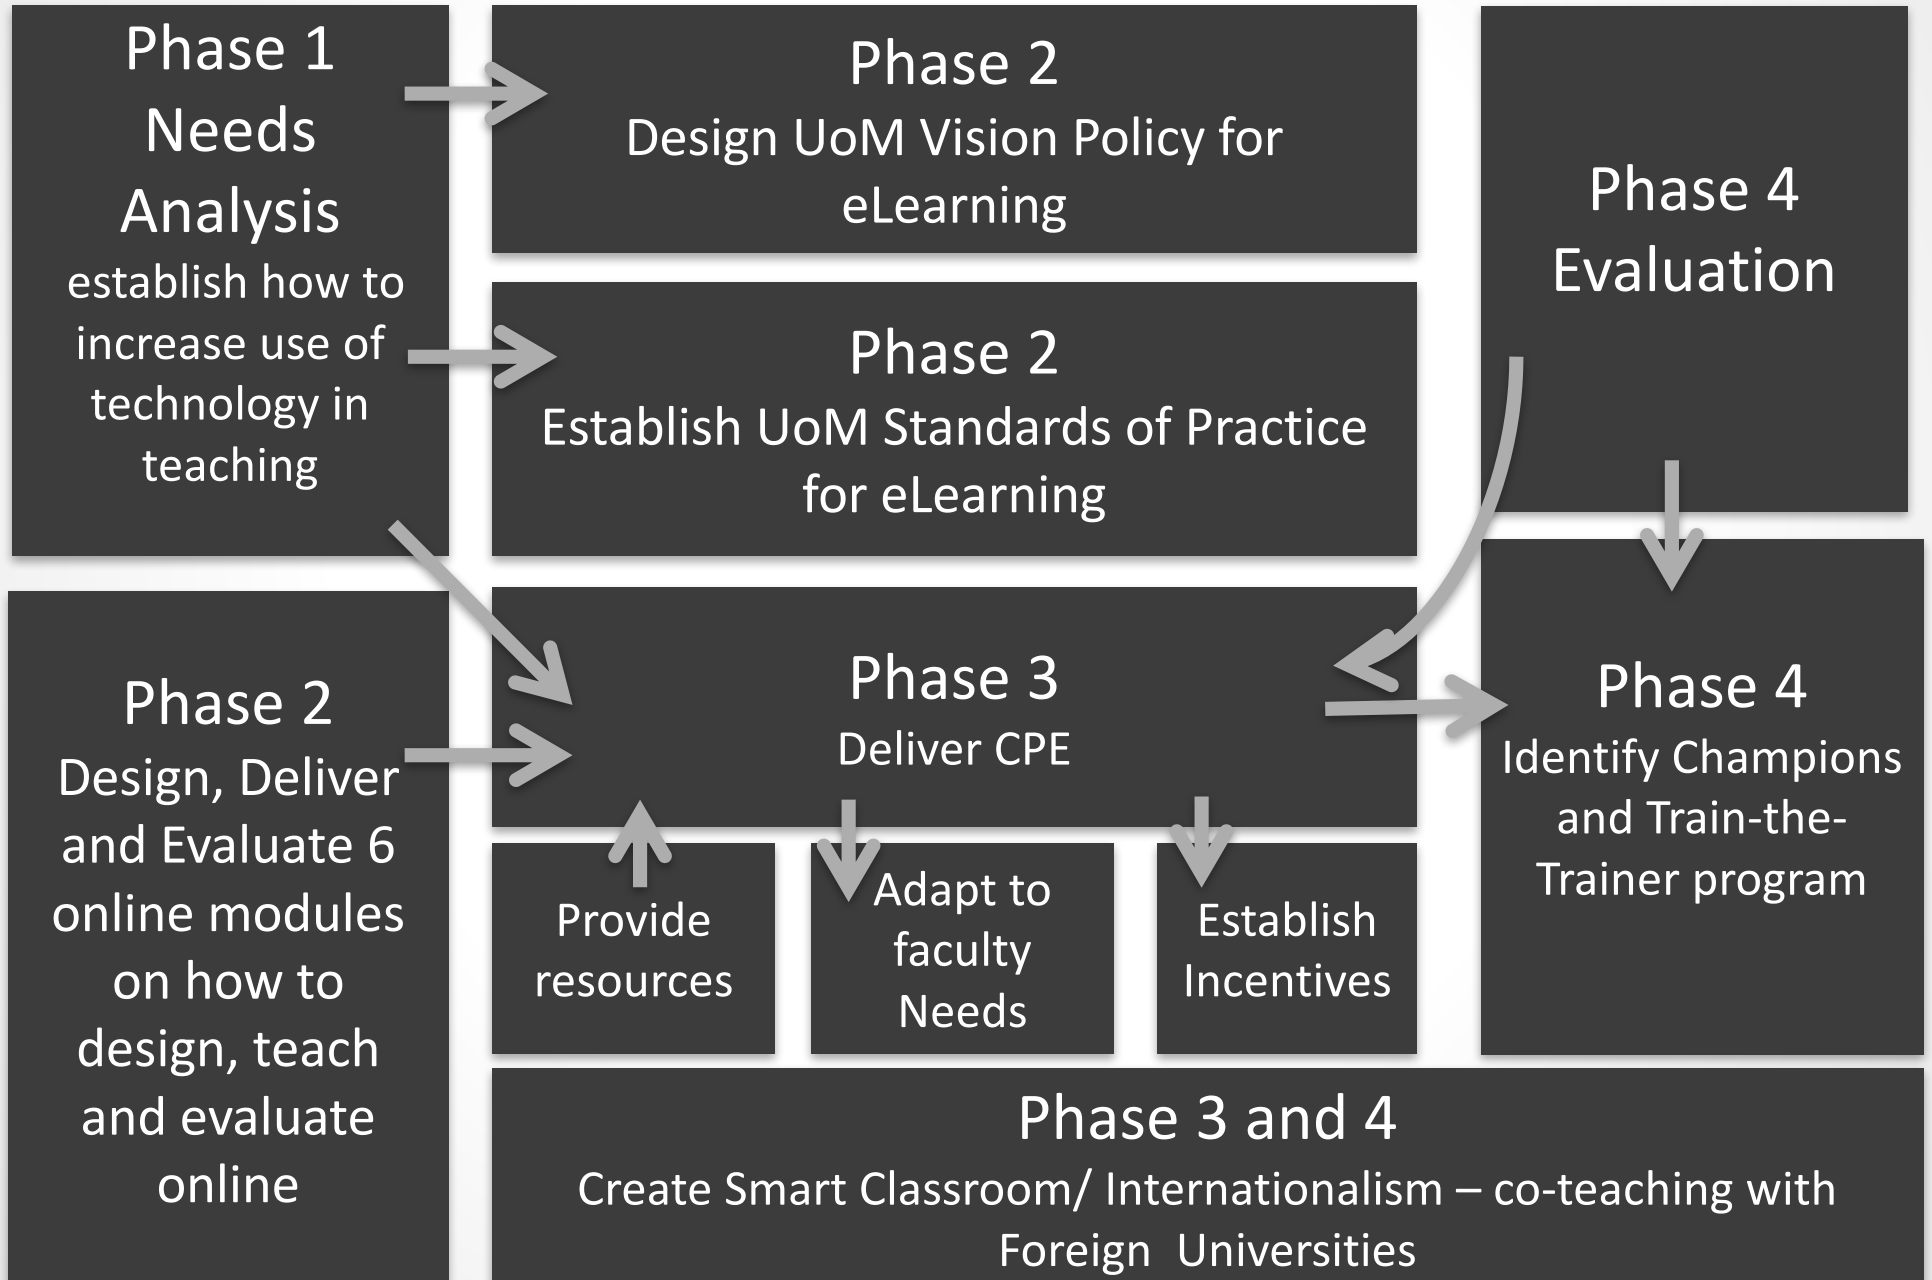 Phase 1
Needs
Analysis
establish how to
increase use of
technology in
teaching
Phase 2
Design UoM Vision Policy for
eLearning
Phase 2
Establish UoM Standards of Practice
for eLearning
Phase 4
Evaluation
Phase 2
Design, Deliver
and Evaluate 6
online modules
on how to
design, teach
and evaluate
online
Phase 3
Deliver CPE
Provide
resources
Adapt to
faculty
Needs
Establish
Incentives
Phase 4
Identify Champions
and Train-the-
Trainer program
Phase 3 and 4
Create Smart Classroom/ Internationalism – co-teaching with
Foreign  Universities